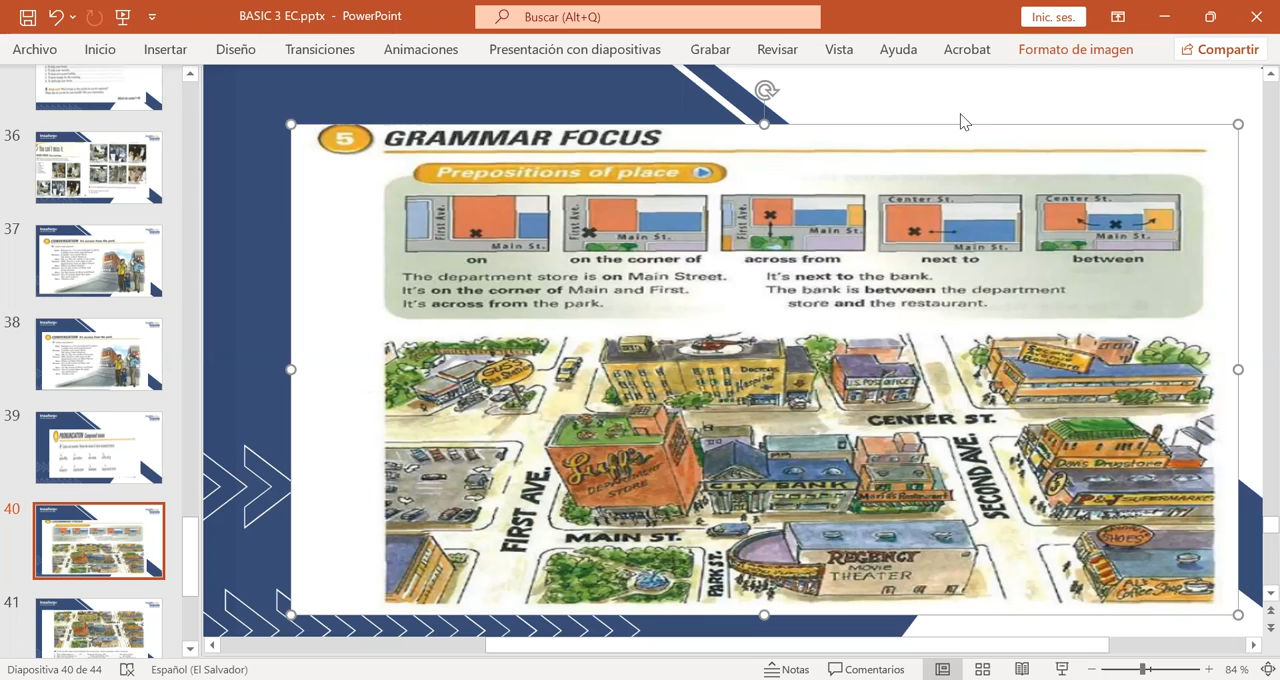 BASIC 3 EC.pptx - PowerPoint
Buscar (Alt+Q)
Inic. ses.
Archivo Inicio Insertar Diseño Transiciones Animaciones Presentación con diapositivas Grabar Revisar Vista Ayuda Acrobat Formato de imagen Compartir
36
37
38
39
40
41
5 GRAMMAR FOCUS
Prepositions of place
First Ave. Main St.
Main St.
First Ave. Main St.
Center St. Main St.
Center St. Main St.
on on the corner of across from next to between
The department store is on Main Street.
It's on the corner of Main and First.
It's across from the park.
It's next to the bank.
The bank is between the department
store and the restaurant.
Doctors Hospital
U.S. POST OFFICE
CENTER ST.
Guff's
DEPARTMENT
STORE
CITY BANK
Maria's Restaurant
Dow's Drugstore
P&J SUPERMARKET
FIRST AVE.
SECOND AVE.
MAIN ST.
PARK ST.
REGENCY
MOVIE
THEATER
SHOES
Coffee Shop
Diapositiva 40 de 44 Español (El Salvador) Notas Comentarios 84 %